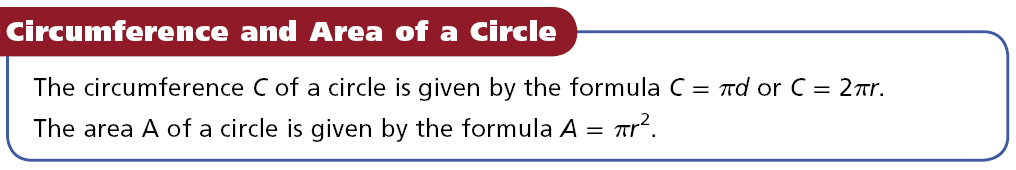 Circumference and Area of a Circle
The circumference C of a circle is given by the formula C = πd or C = 2πr.
The area A of a circle is given by the formula A = πr².